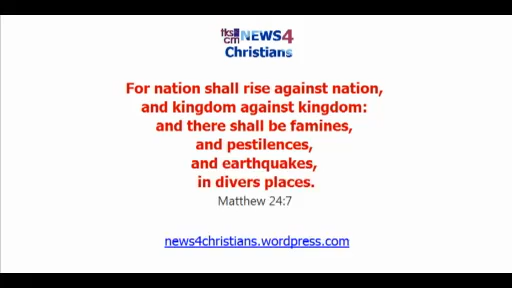 tksm NEWS4
Christians
For nation shall rise against nation,
and kingdom against kingdom:
and there shall be famines,
and pestilences,
and earthquakes,
in divers places.
Matthew 24:7
news4christians.wordpress.com